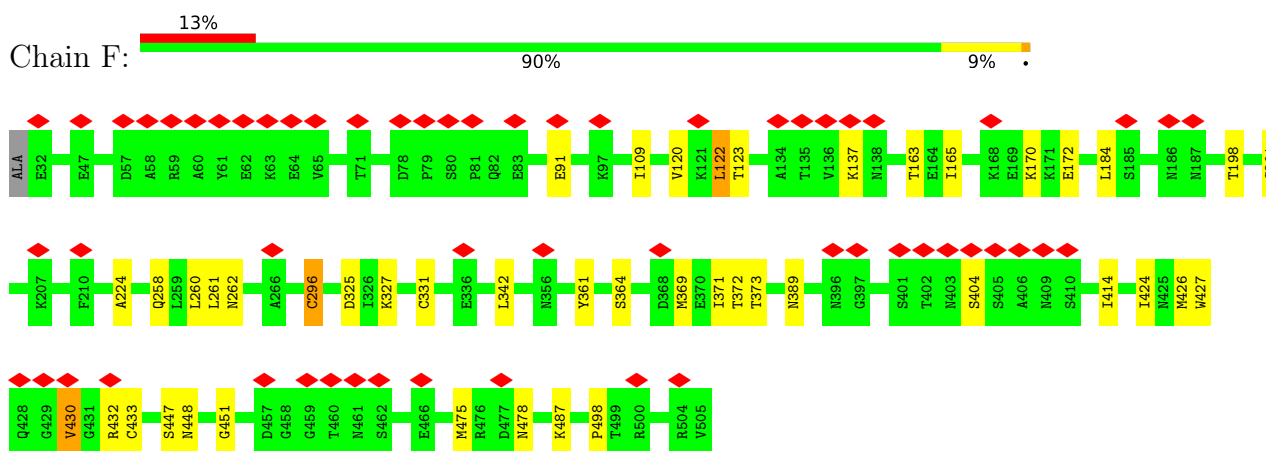 13%
Chain F:
90% 9% •
ALA E32 E47 D57 A58 R59 A60 Y61 E62 K63 E64 V65 T71 D78 P79 S80 P81 Q82 E83 E91 K97 I109 V120 K121 L122 T123 A134 T135 V136 K137 N138 T163 E164 I165 K168 E169 K170 K171 E172 L184 S185 N186 N187 T198
K207 F210 A224 Q258 L259 L260 L261 N262 A266 C296 D325 I326 K327 C331 E336 L342 N356 Y361 S364 D368 M369 E370 I371 T372 T373 N389 N396 G397 S401 T402 N403 S404 S405 A406 N409 S410 I414 I424 N425 M426 W427
Q428 G429 V430 G431 R432 C433 S447 N448 G451 D457 G458 G459 T460 N461 S462 E466 M475 R476 D477 N478 K487 P498 T499 R500 R504 V505